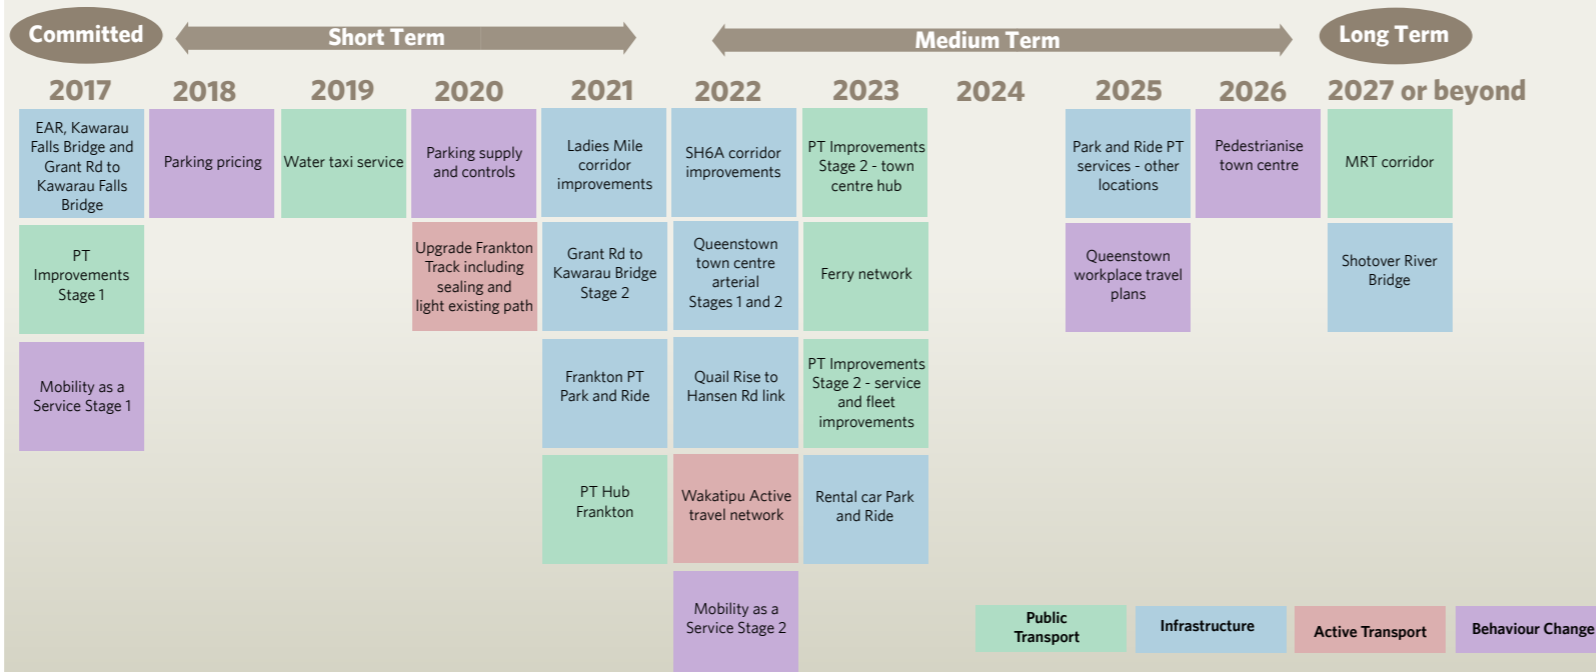 Committed
Short Term
Medium Term
Long Term
2017
2018
2019
2020
2021
2022
2023
2024
2025
2026
2027 or beyond
EAR, Kawarau
Falls Bridge and
Grant Rd to
Kawarau Falls
Bridge
Parking pricing
Water taxi service
Parking supply
and controls
Ladies Mile
corridor
improvements
SH6A corridor
improvements
PT Improvements
Stage 2 - town
centre hub
Park and Ride PT
services - other
locations
Pedestrianise
town centre
MRT corridor
PT
Improvements
Stage 1
Upgrade Frankton
Track including
sealing and
light existing path
Grant Rd to
Kawarau Bridge
Stage 2
Queenstown
town centre
arterial
Stages 1 and 2
Ferry network
Queenstown
workplace travel
plans
Shotover River
Bridge
Mobility as a
Service Stage 1
Frankton PT
Park and Ride
Quail Rise to
Hansen Rd link
PT Improvements
Stage 2 - service
and fleet
improvements
PT Hub
Frankton
Wakatipu Active
travel network
Rental car Park
and Ride
Mobility as a
Service Stage 2
Public
Transport
Infrastructure
Active Transport
Behaviour Change